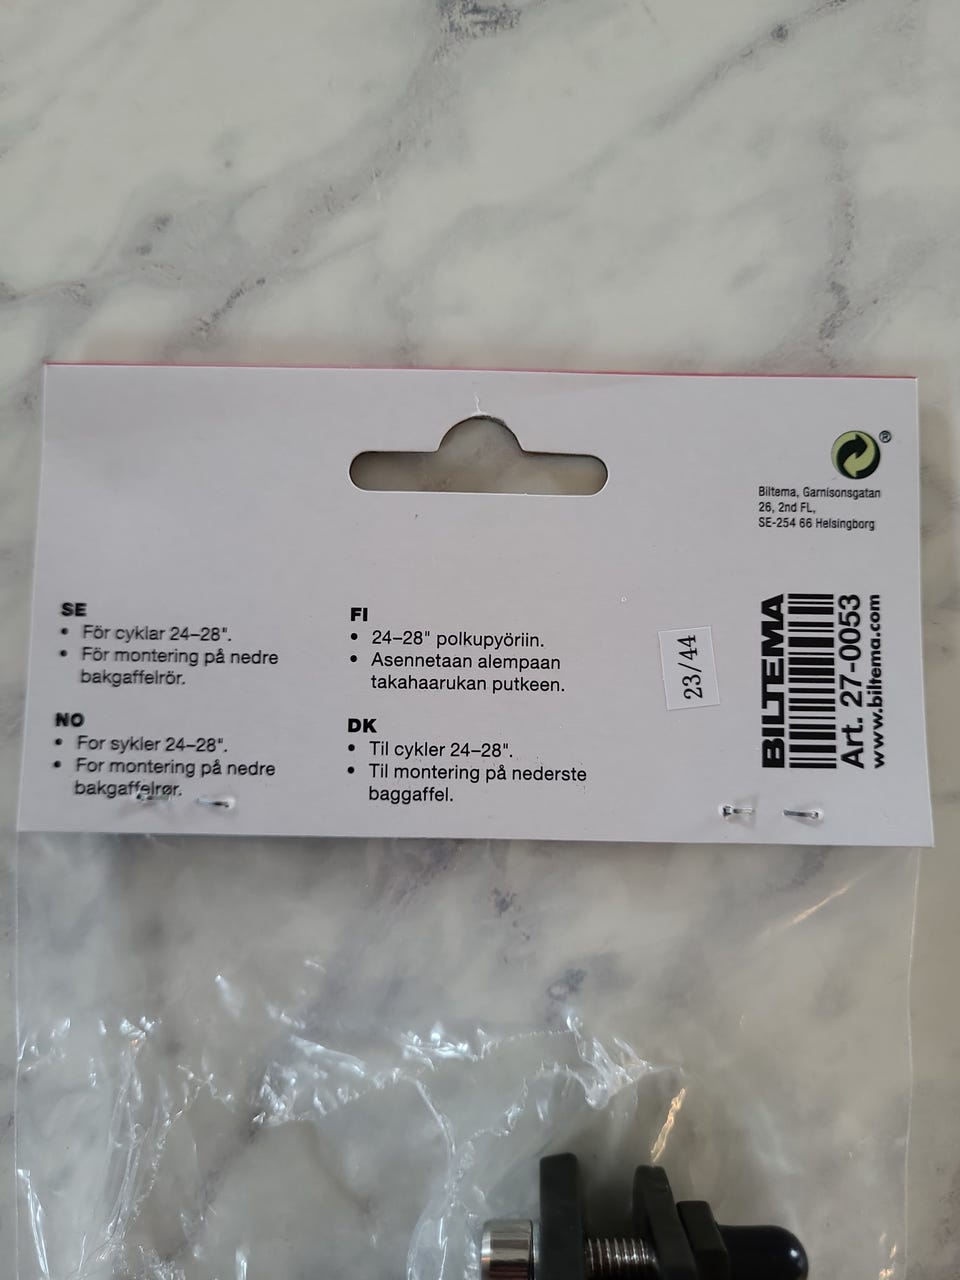 ®
Biltema, Garnisonsgatan
26, 2nd FL,
SE-254 66 Helsingborg
SE
• För cyklar 24–28".
• För montering på nedre
bakgaffelrör.
NO
• For sykler 24–28".
• For montering på nedre
bakgaffelrør.
FI
• 24–28" polkupyöriin.
• Asennetaan alempaan
takahaarukan putkeen.
DK
• Til cykler 24–28".
• Til montering på nederste
baggaffel.
23/44
BILTEMA
Art. 27-0053
www.biltema.com